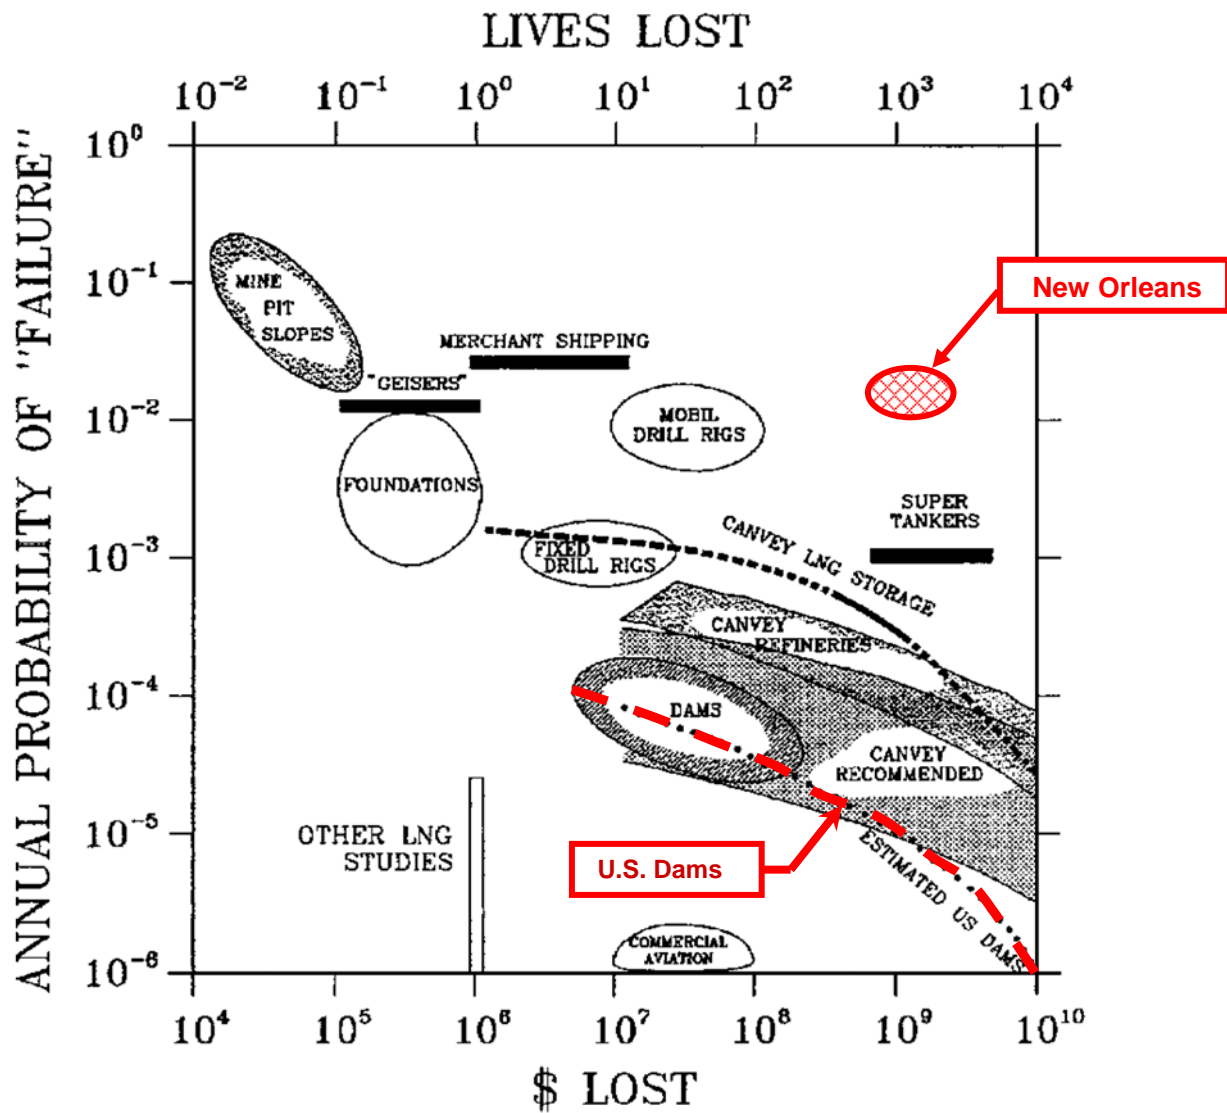 LIVES LOST
10⁻² 10⁻¹ 10⁰ 10¹ 10² 10³ 10⁴
ANNUAL PROBABILITY OF "FAILURE"
10⁰
10⁻¹
10⁻²
10⁻³
10⁻⁴
10⁻⁵
10⁻⁶
MINE
PIT
SLOPES
New Orleans
MERCHANT SHIPPING
"GEISERS"
MOBIL
DRILL RIGS
FOUNDATIONS
SUPER
TANKERS
FIXED
DRILL RIGS
CANVEY LNG STORAGE
CANVEY
REFINERIES
DAMS
CANVEY
RECOMMENDED
OTHER LNG
STUDIES
U.S. Dams
ESTIMATED US DAMS
COMMERCIAL
AVIATION
10⁴ 10⁵ 10⁶ 10⁷ 10⁸ 10⁹ 10¹⁰
$ LOST